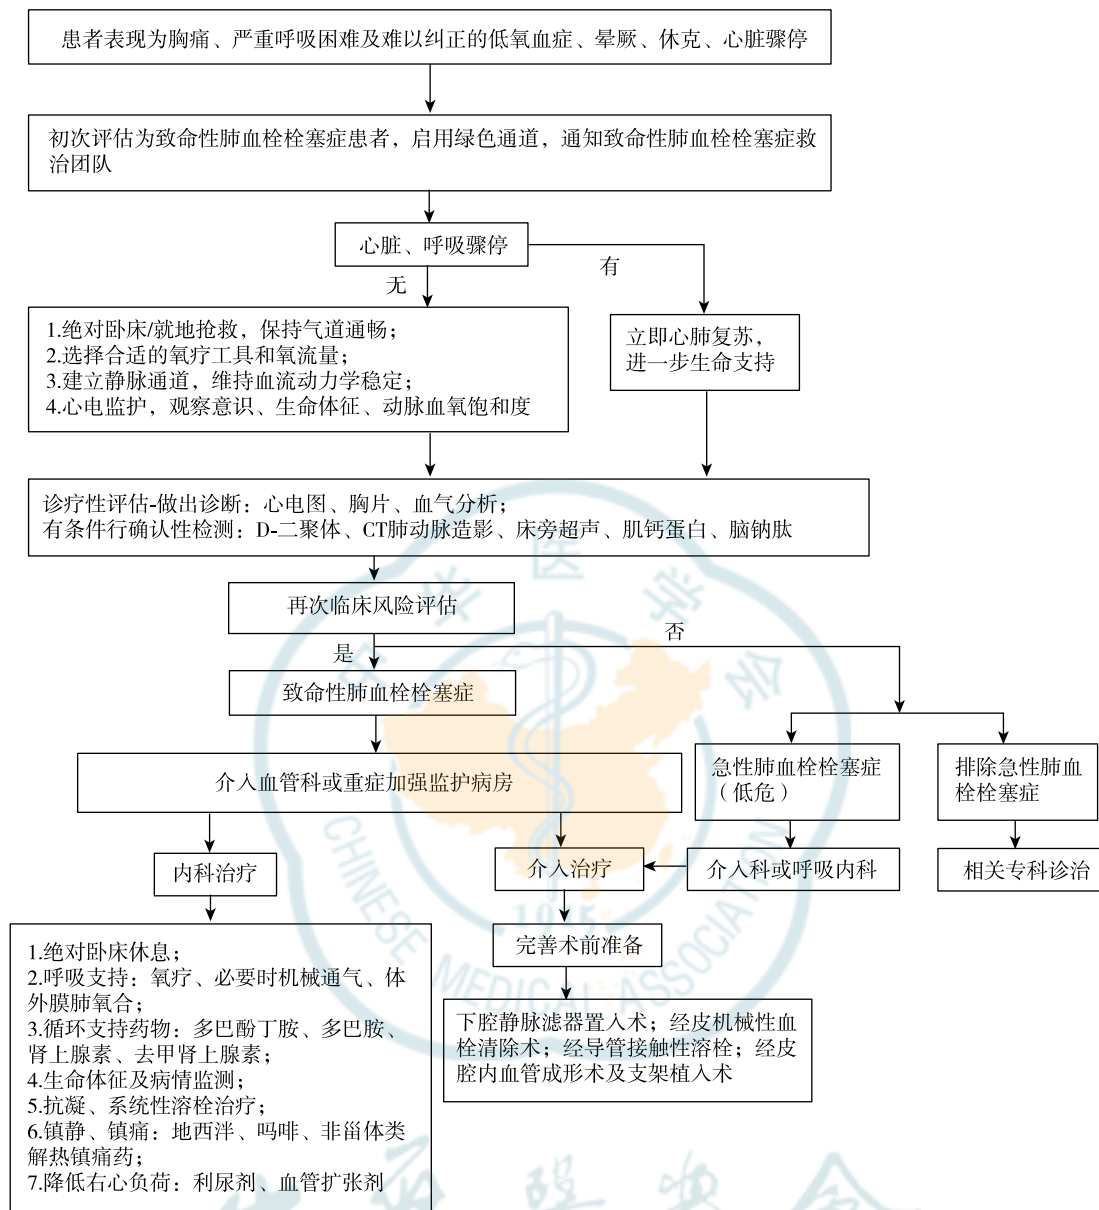 患者表现为胸痛、严重呼吸困难及难以纠正的低氧血症、晕厥、休克、心脏骤停
初次评估为致命性肺血栓栓塞症患者，启用绿色通道，通知致命性肺血栓栓塞症救
治团队
心脏、呼吸骤停
有
无
1.绝对卧床/就地抢救，保持气道通畅；
2.选择合适的氧疗工具和氧流量；
3.建立静脉通道，维持血流动力学稳定；
4.心电监护，观察意识、生命体征、动脉血氧饱和度
立即心肺复苏，
进一步生命支持
诊疗性评估-做出诊断：心电图、胸片、血气分析；
有条件行确认性检测：D-二聚体、CT肺动脉造影、床旁超声、肌钙蛋白、脑钠肽
再次临床风险评估
否
是
致命性肺血栓栓塞症
介入血管科或重症加强监护病房
急性肺血栓栓塞症
（低危）
排除急性肺血
栓栓塞症
内科治疗
介入治疗
介入科或呼吸内科
相关专科诊治
完善术前准备
1.绝对卧床休息；
2.呼吸支持：氧疗、必要时机械通气、体
外膜肺氧合；
3.循环支持药物：多巴酚丁胺、多巴胺、
肾上腺素、去甲肾上腺素；
4.生命体征及病情监测；
5.抗凝、系统性溶栓治疗；
6.镇静、镇痛：地西泮、吗啡、非甾体类
解热镇痛药；
7.降低右心负荷：利尿剂、血管扩张剂
下腔静脉滤器置入术；经皮机械性血
栓清除术；经导管接触性溶栓；经皮
腔内血管成形术及支架植入术
中华医学会
1915
CHINESE MEDICAL ASSOCIATION